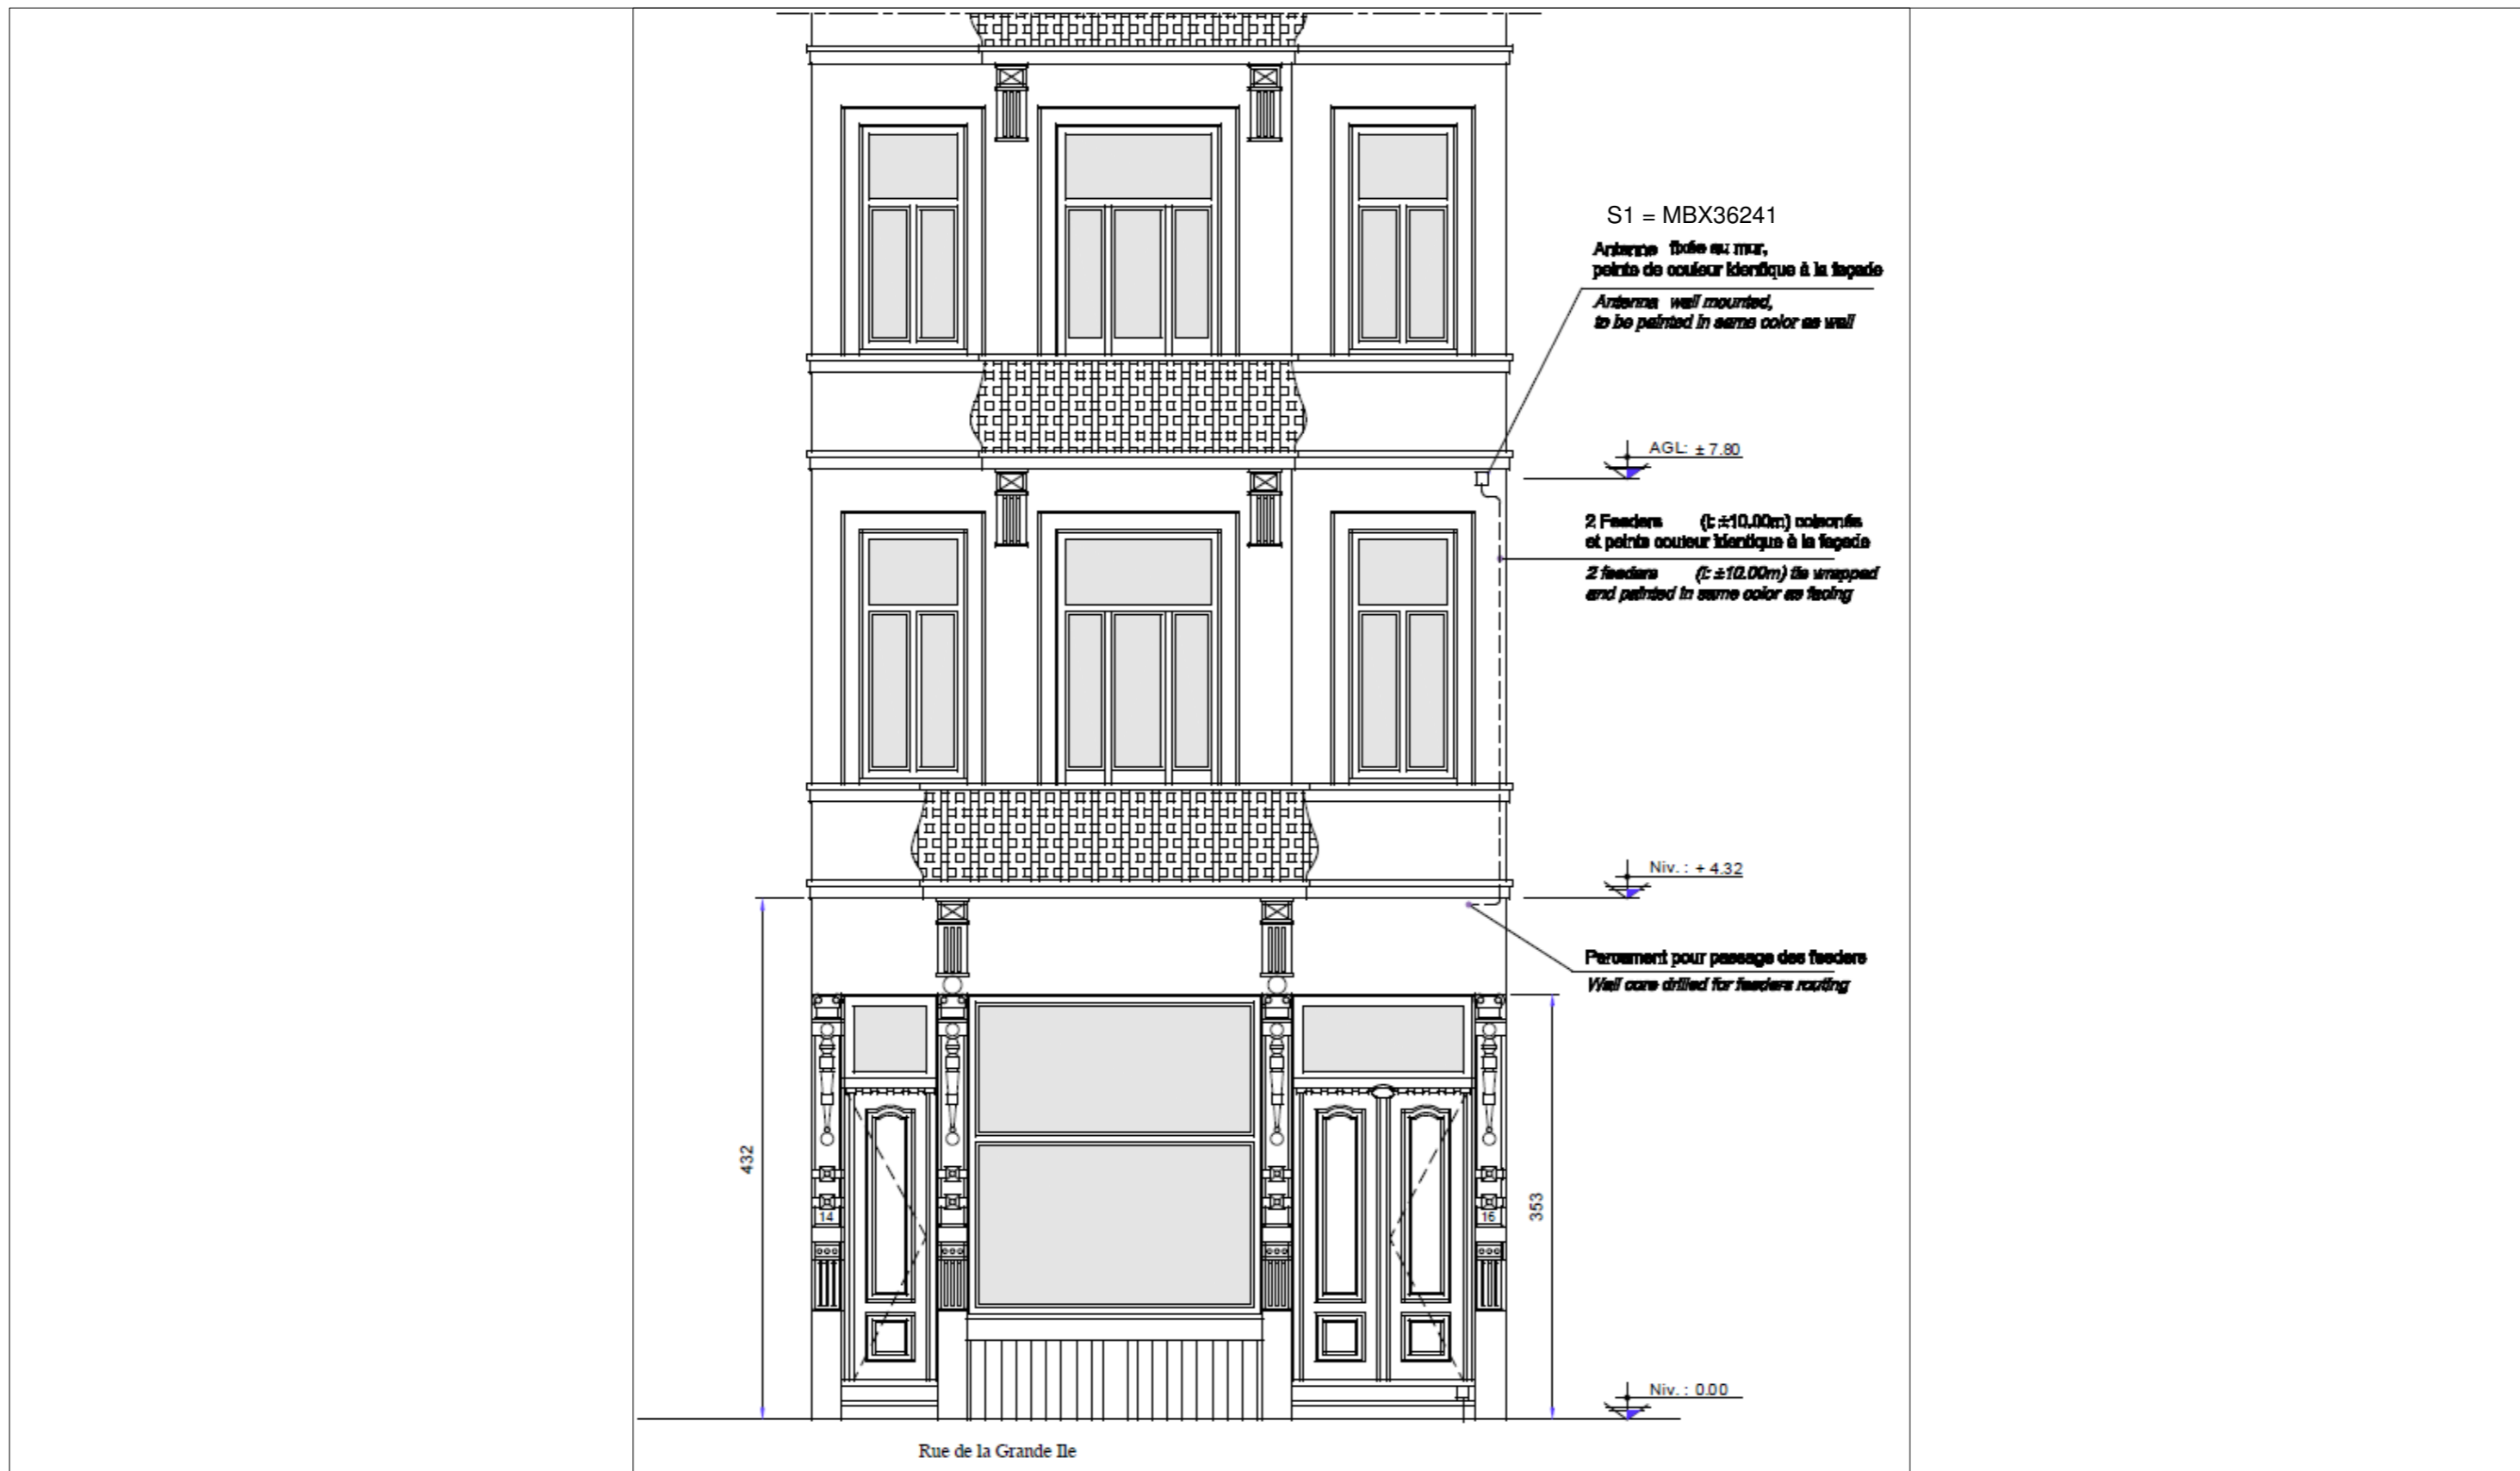 S1 = MBX36241
Antenne fixée au mur,
peinte de couleur identique à la façade
Antenna wall mounted,
to be painted in same color as wall
AGL: ± 7.80
2 Feeders (l: ±10.00m) colsonés
et peints couleur identique à la façade
2 feeders (l: ±10.00m) tie wrapped
and painted in same color as facing
Niv. : + 4.32
Percement pour passage des feeders
Wall core drilled for feeders routing
432
353
14
16
Niv. : 0.00
Rue de la Grande Ile